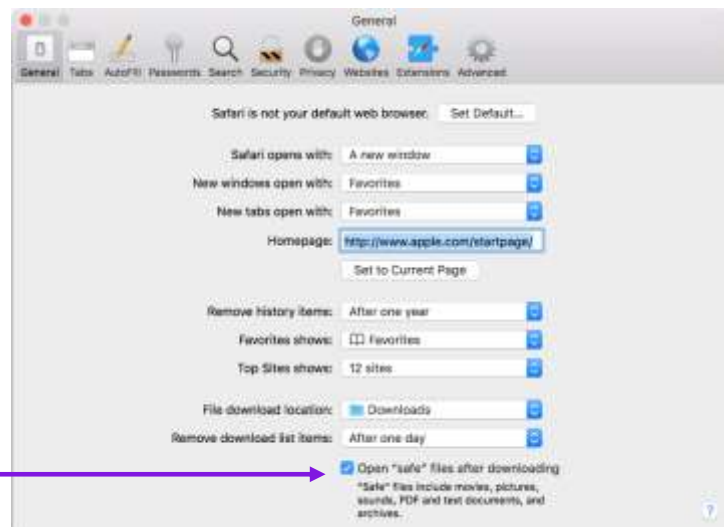 General
General Tabs AutoFill Passwords Search Security Privacy Websites Extensions Advanced
Safari is not your default web browser. Set Default...
Safari opens with: A new window
New windows open with: Favorites
New tabs open with: Favorites
Homepage: http://www.apple.com/startpage/
Set to Current Page
Remove history items: After one year
Favorites shows: Favorites
Top Sites shows: 12 sites
File download location: Downloads
Remove download list items: After one day
Open "safe" files after downloading
"Safe" files include movies, pictures,
sounds, PDF and text documents, and
archives.
?